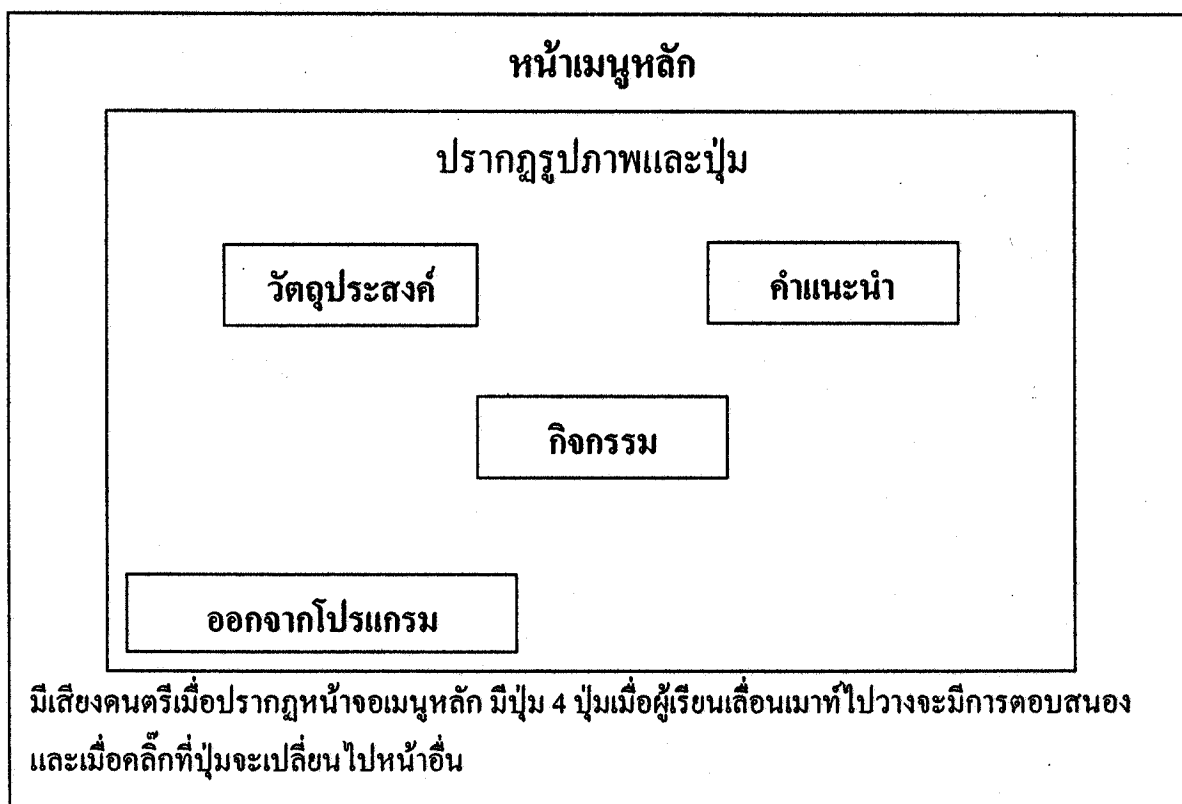 หน้าเมนูหลัก
ปรากฏรูปภาพและปุ่ม
วัตถุประสงค์
คำแนะนำ
กิจกรรม
ออกจากโปรแกรม
มีเสียงดนตรีเมื่อปรากฏหน้าจอเมนูหลัก มีปุ่ม 4 ปุ่มเมื่อผู้เรียนเลื่อนเมาท์ไปวางจะมีการตอบสนอง
และเมื่อคลิ๊กที่ปุ่มจะเปลี่ยนไปหน้าอื่น